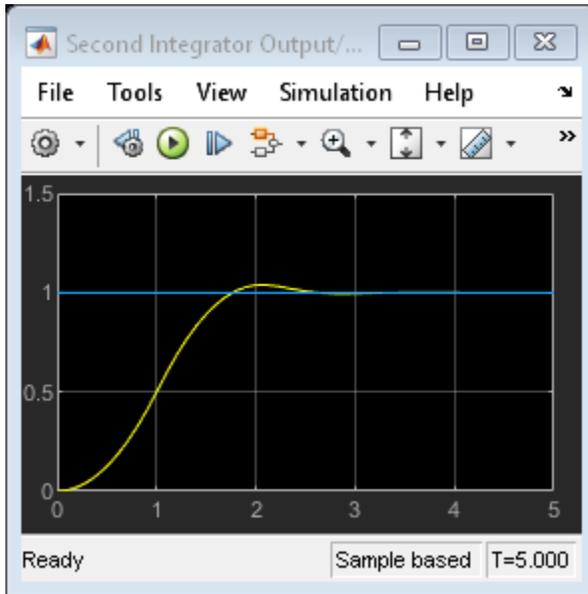 Second Integrator Output/...
File Tools View Simulation Help
1.5
1
0.5
0
0 1 2 3 4 5
Ready Sample based T=5.000